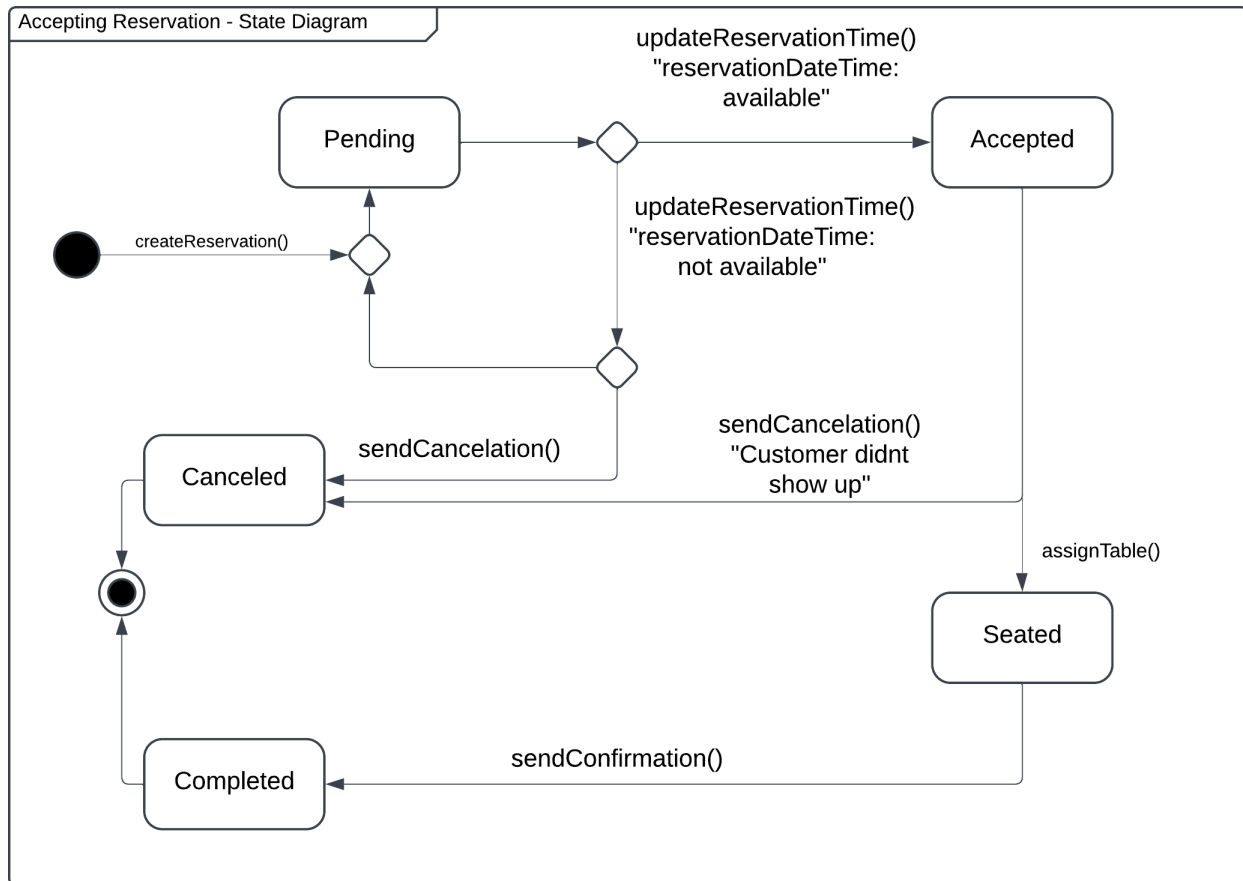 Accepting Reservation - State Diagram
updateReservationTime()
"reservationDateTime:
available"
Pending
Accepted
updateReservationTime()
"reservationDateTime:
not available"
createReservation()
sendCancelation()
"Customer didnt
show up"
sendCancelation()
Canceled
assignTable()
Seated
sendConfirmation()
Completed